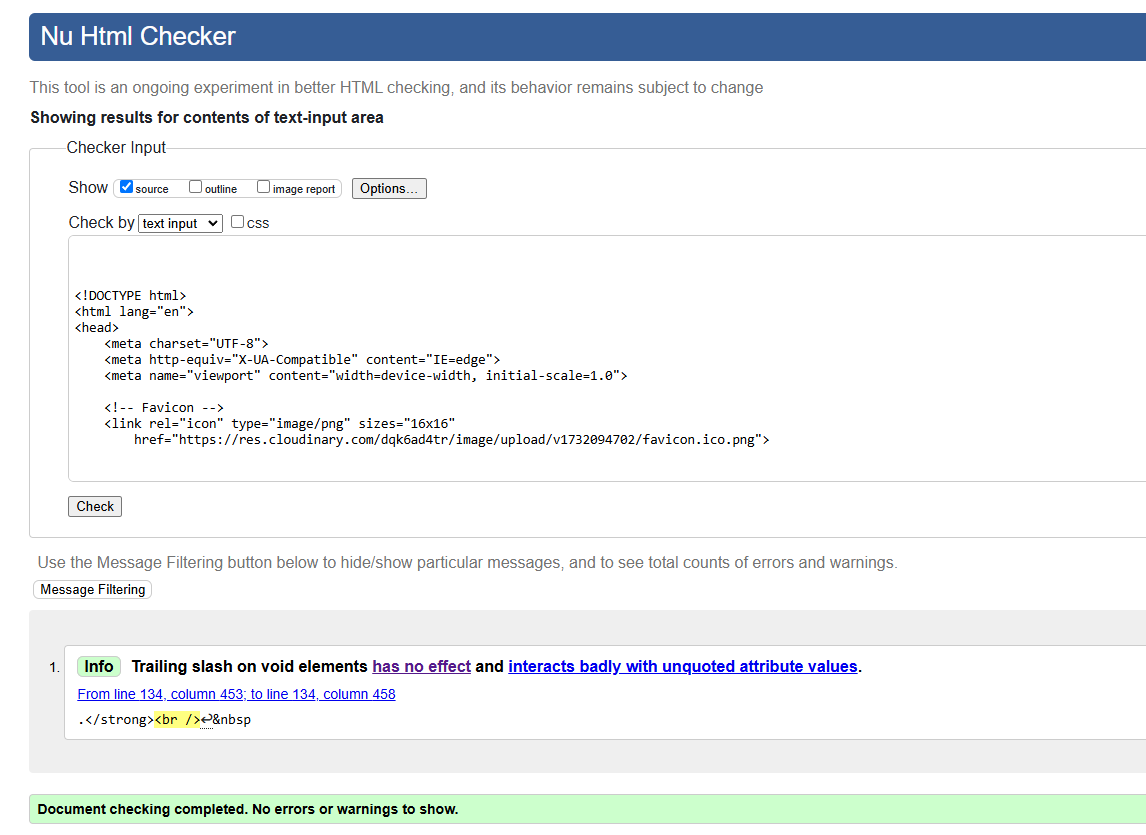 Nu Html Checker
This tool is an ongoing experiment in better HTML checking, and its behavior remains subject to change
Showing results for contents of text-input area
Checker Input
Show source outline image report Options...
Check by text input css
<!DOCTYPE html>
<html lang="en">
<head>
    <meta charset="UTF-8">
    <meta http-equiv="X-UA-Compatible" content="IE=edge">
    <meta name="viewport" content="width=device-width, initial-scale=1.0">
    <!-- Favicon -->
    <link rel="icon" type="image/png" sizes="16x16"
        href="https://res.cloudinary.com/dqk6ad4tr/image/upload/v1732094702/favicon.ico.png">
Check
Use the Message Filtering button below to hide/show particular messages, and to see total counts of errors and warnings.
Message Filtering
1. Info Trailing slash on void elements has no effect and interacts badly with unquoted attribute values.
From line 134, column 453; to line 134, column 458
.</strong><br />↩&nbsp
Document checking completed. No errors or warnings to show.